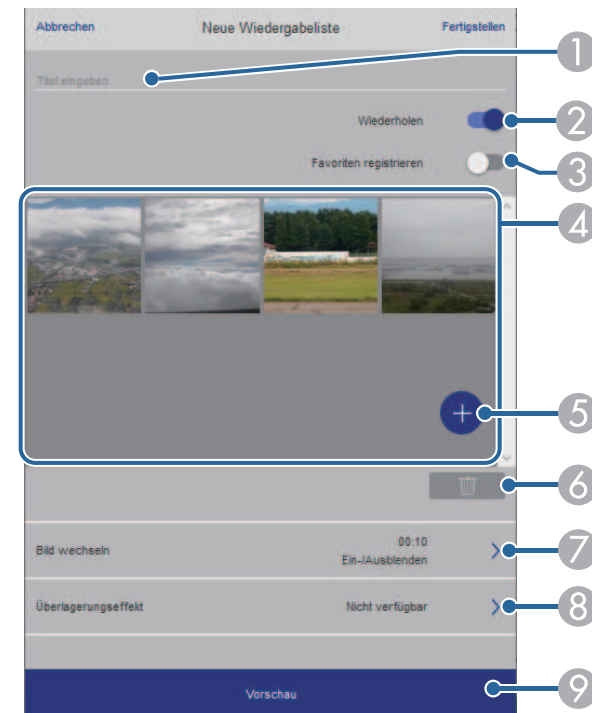 Abbrechen Neue Wiedergabeliste Fertigstellen
1
Titel eingeben
Wiederholen 2
Favoriten registrieren 3
4
+ 5
6
00:10
Bild wechseln 7
Ein-/Ausblenden
Überlagerungseffekt Nicht verfügbar 8
Vorschau 9